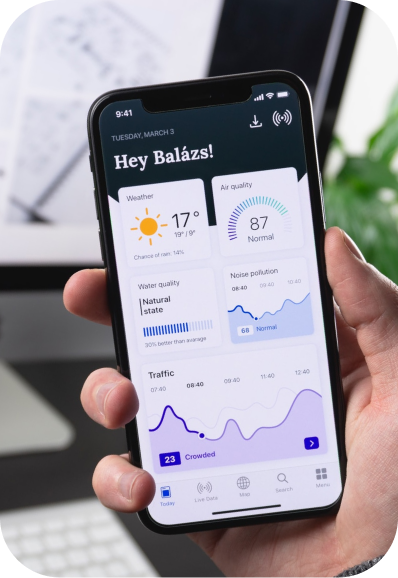 9:41
TUESDAY, MARCH 3
Hey Balázs!
Weather
17°
19° / 9°
Chance of rain: 14%
Air quality
87
Normal
Water quality
Natural
state
30% better than average
Noise pollution
08:40 09:40 10:40
68 Normal
Traffic
07:40 08:40 09:40 11:40 12:40
23 Crowded
Today Live Data Map Search Menu